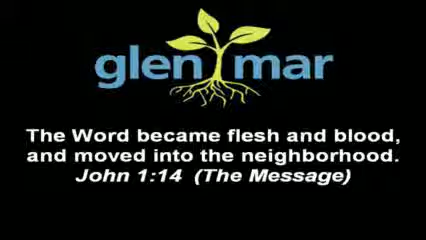 glen mar
The Word became flesh and blood,
and moved into the neighborhood.
John 1:14 (The Message)